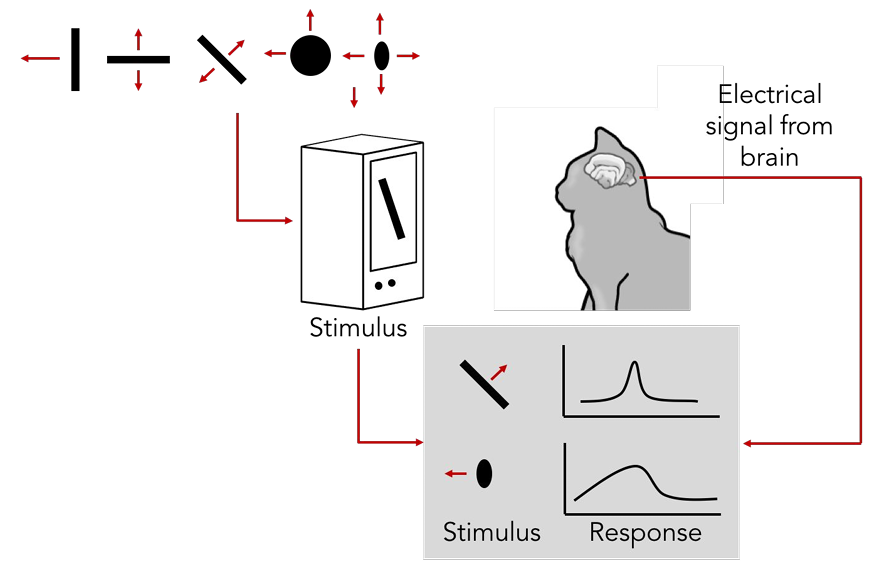 Electrical
signal from
brain
Stimulus
Stimulus
Response